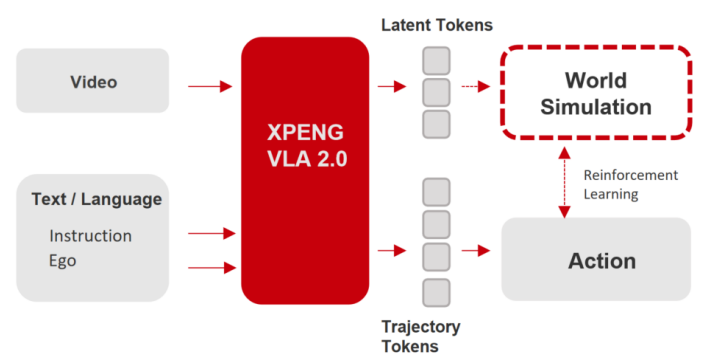 Latent Tokens
Video
World
Simulation
XPENG
VLA 2.0
Reinforcement
Learning
Text / Language
Instruction
Ego
Action
Trajectory
Tokens